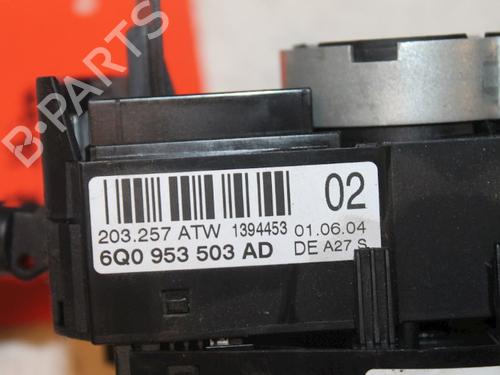 B-PARTS
02
203.257 ATW 1394453 01.06.04
6Q0 953 503 AD DE A27 S